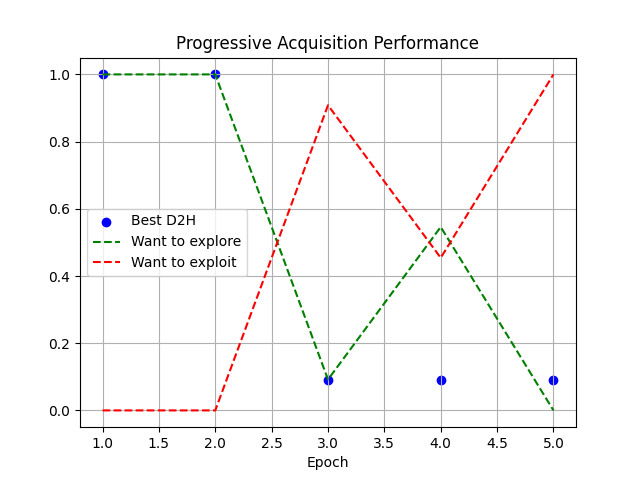 Progressive Acquisition Performance
1.0
0.8
0.6
0.4
0.2
0.0
Best D2H
Want to explore
Want to exploit
1.0 1.5 2.0 2.5 3.0 3.5 4.0 4.5 5.0
Epoch